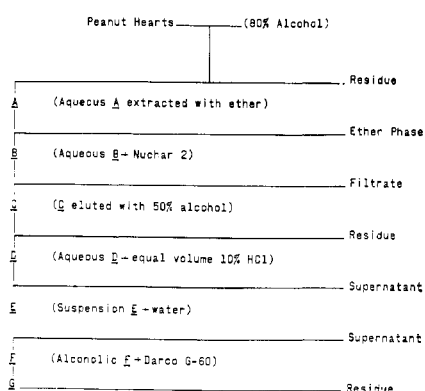 Peanut Hearts (80% Alcohol)
Residue
A (Aqueous A extracted with ether)
Ether Phase
B (Aqueous B → Nuchar 2)
Filtrate
C (C eluted with 50% alcohol)
Residue
D (Aqueous D → equal volume 10% HCl)
Supernatant
E (Suspension E → water)
Supernatant
F (Alcoholic F → Darco G-60)
G Residue